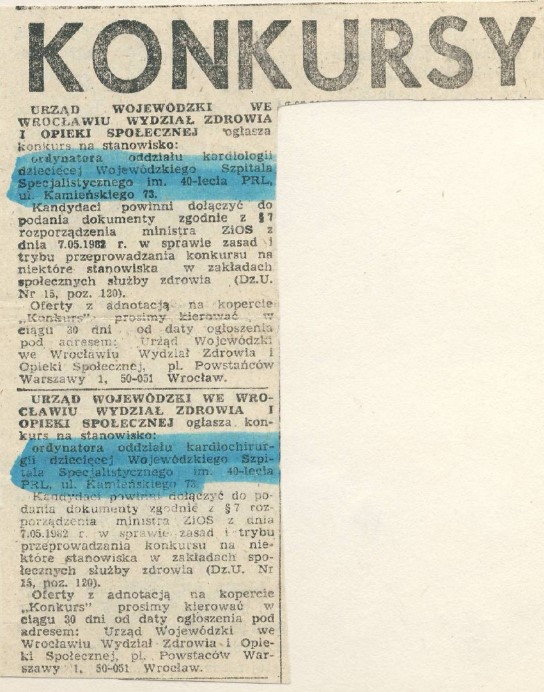 KONKURSY
URZĄD WOJEWÓDZKI WE
WROCŁAWIU WYDZIAŁ ZDROWIA
I OPIEKI SPOŁECZNEJ ogłasza
konkurs na stanowisko:
ordynatora oddziału kardiologii
dziecięcej Wojewódzkiego Szpitala
Specjalistycznego im. 40-lecia PRL,
ul. Kamieńskiego 73.
Kandydaci powinni dołączyć do
podania dokumenty zgodnie z § 7
rozporządzenia ministra ZiOS z
dnia 7.05.1982 r. w sprawie zasad i
trybu przeprowadzania konkursu na
niektóre stanowiska w zakładach
społecznych służby zdrowia (Dz.U.
Nr 15, poz. 120).
Oferty z adnotacją na kopercie
„Konkurs" prosimy kierować w
ciągu 30 dni od daty ogłoszenia
pod adresem: Urząd Wojewódzki
we Wrocławiu Wydział Zdrowia i
Opieki Społecznej, pl. Powstańców
Warszawy 1, 50-051 Wrocław.
URZĄD WOJEWÓDZKI WE WRO-
CŁAWIU WYDZIAŁ ZDROWIA I
OPIEKI SPOŁECZNEJ ogłasza kon-
kurs na stanowisko:
ordynatora oddziału kardiochirur-
gii dziecięcej Wojewódzkiego Szpi-
tala Specjalistycznego im. 40-lecia
PRL, ul. Kamieńskiego 73.
Kandydaci powinni dołączyć do po-
dania dokumenty zgodnie z § 7 roz-
porządzenia ministra ZiOS z dnia
7.05.1982 r. w sprawie zasad i trybu
przeprowadzania konkursu na nie-
które stanowiska w zakładach spo-
łecznych służby zdrowia (Dz.U. Nr
15, poz. 120).
Oferty z adnotacją na kopercie
„Konkurs" prosimy kierować w
ciągu 30 dni od daty ogłoszenia pod
adresem: Urząd Wojewódzki we
Wrocławiu Wydział Zdrowia i Opie-
ki Społecznej, pl. Powstaców War-
szawy 1, 50-051 Wrocław.